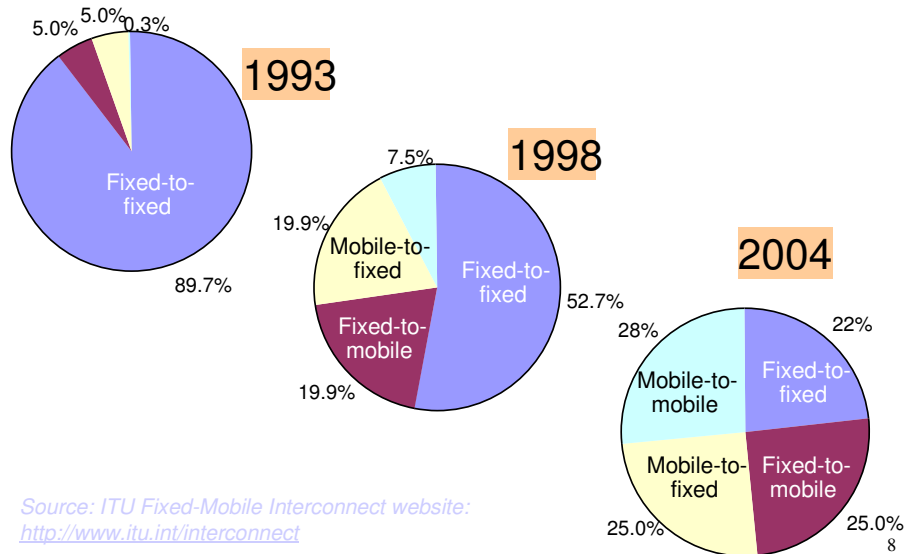 5.0%
5.0%
0.3%
1993
Fixed-to-
fixed
89.7%
1998
7.5%
19.9%
Mobile-to-
fixed
Fixed-to-
fixed
52.7%
Fixed-to-
mobile
19.9%
2004
28%
22%
Mobile-to-
mobile
Fixed-to-
fixed
Mobile-to-
fixed
Fixed-to-
mobile
25.0%
25.0%
Source: ITU Fixed-Mobile Interconnect website:
http://www.itu.int/interconnect
8